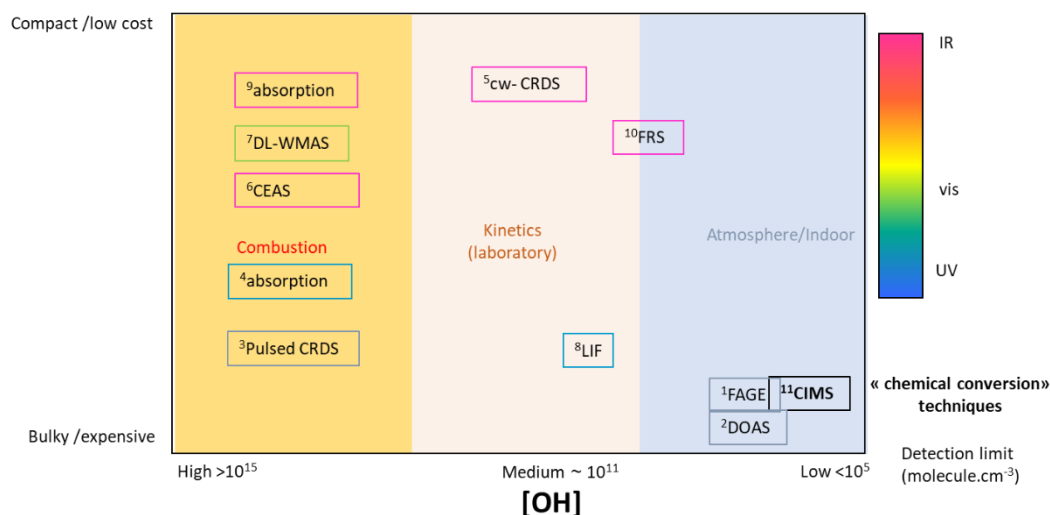 Compact /low cost
IR
⁹absorption
⁵cw- CRDS
⁷DL-WMAS
¹⁰FRS
⁶CEAS
vis
Kinetics
(laboratory)
Atmosphere/Indoor
Combustion
⁴absorption
UV
³Pulsed CRDS
⁸LIF
¹FAGE
¹¹CIMS
« chemical conversion»
techniques
²DOAS
Bulky /expensive
High >10¹⁵
Medium ~ 10¹¹
Low <10⁵
Detection limit
(molecule.cm⁻³)
[OH]